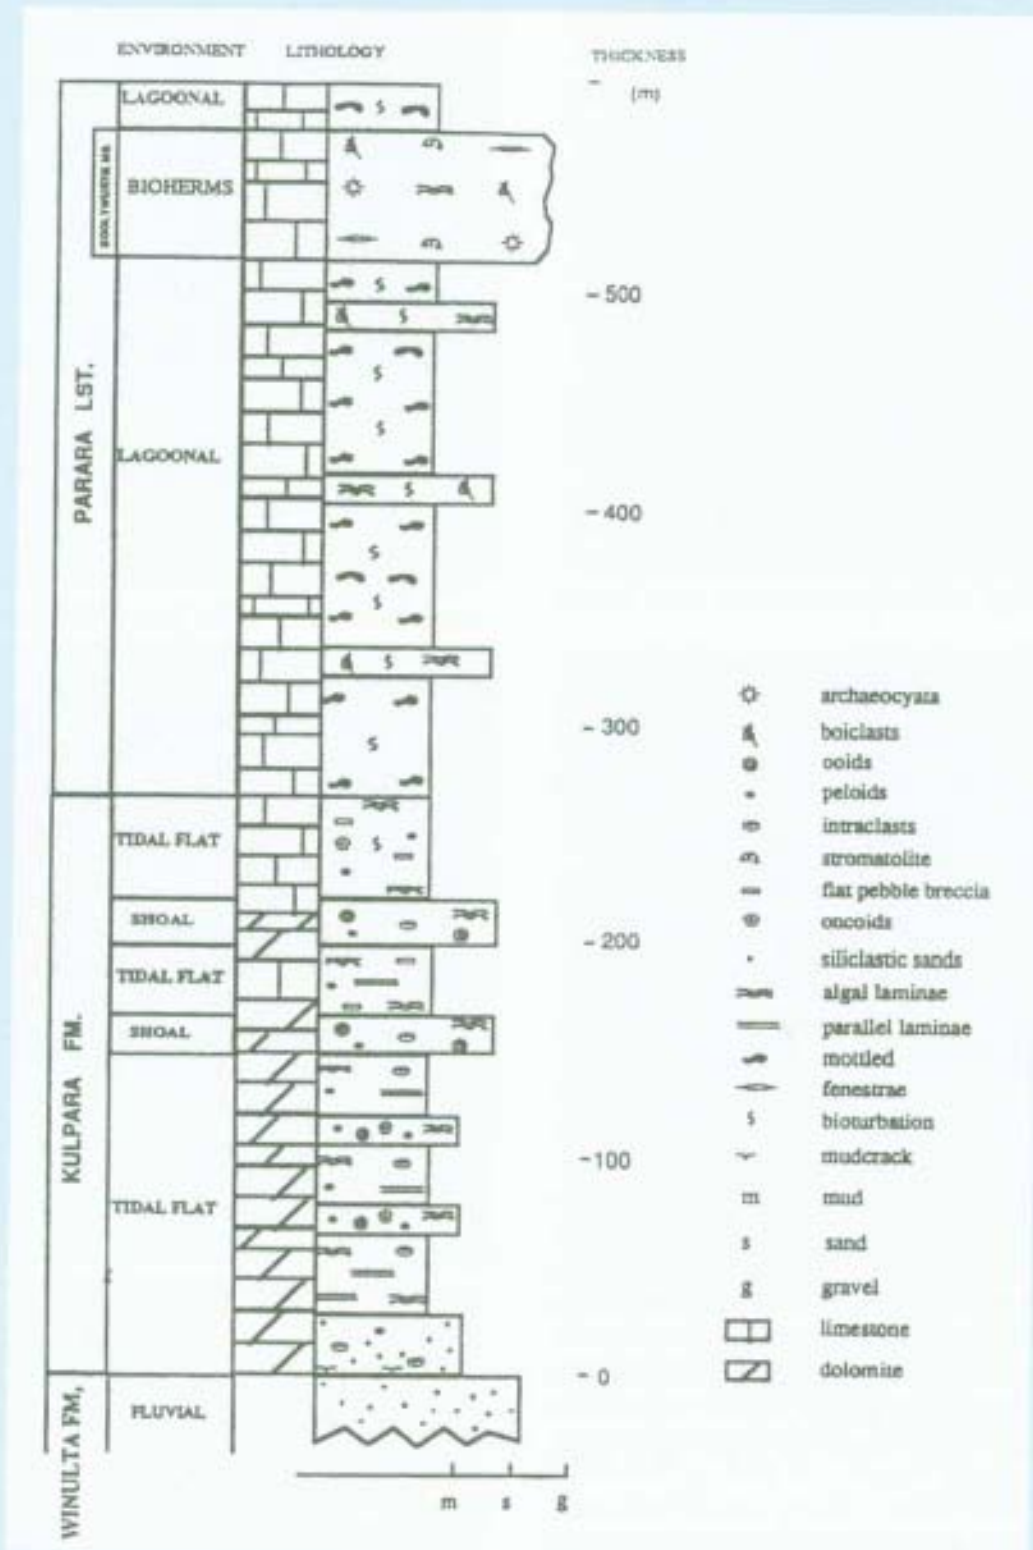 ENVIRONMENT LITHOLOGY THICKNESS
(m)
LAGOONAL
BIOHERMS
PARARA LST.
LAGOONAL
- 500
- 400
- 300
TIDAL FLAT
SHOAL
- 200
TIDAL FLAT
SHOAL
KULPARA FM.
-100
TIDAL FLAT
- 0
WINULTA FM,
FLUVIAL
m s g
archaeocyata
boiclasts
ooids
peloids
intraclasts
stromatolite
flat pebble breccia
oncoids
siliclastic sands
algal laminae
parallel laminae
mottled
fenestrae
bioturbation
mudcrack
m mud
s sand
g gravel
limestone
dolomite